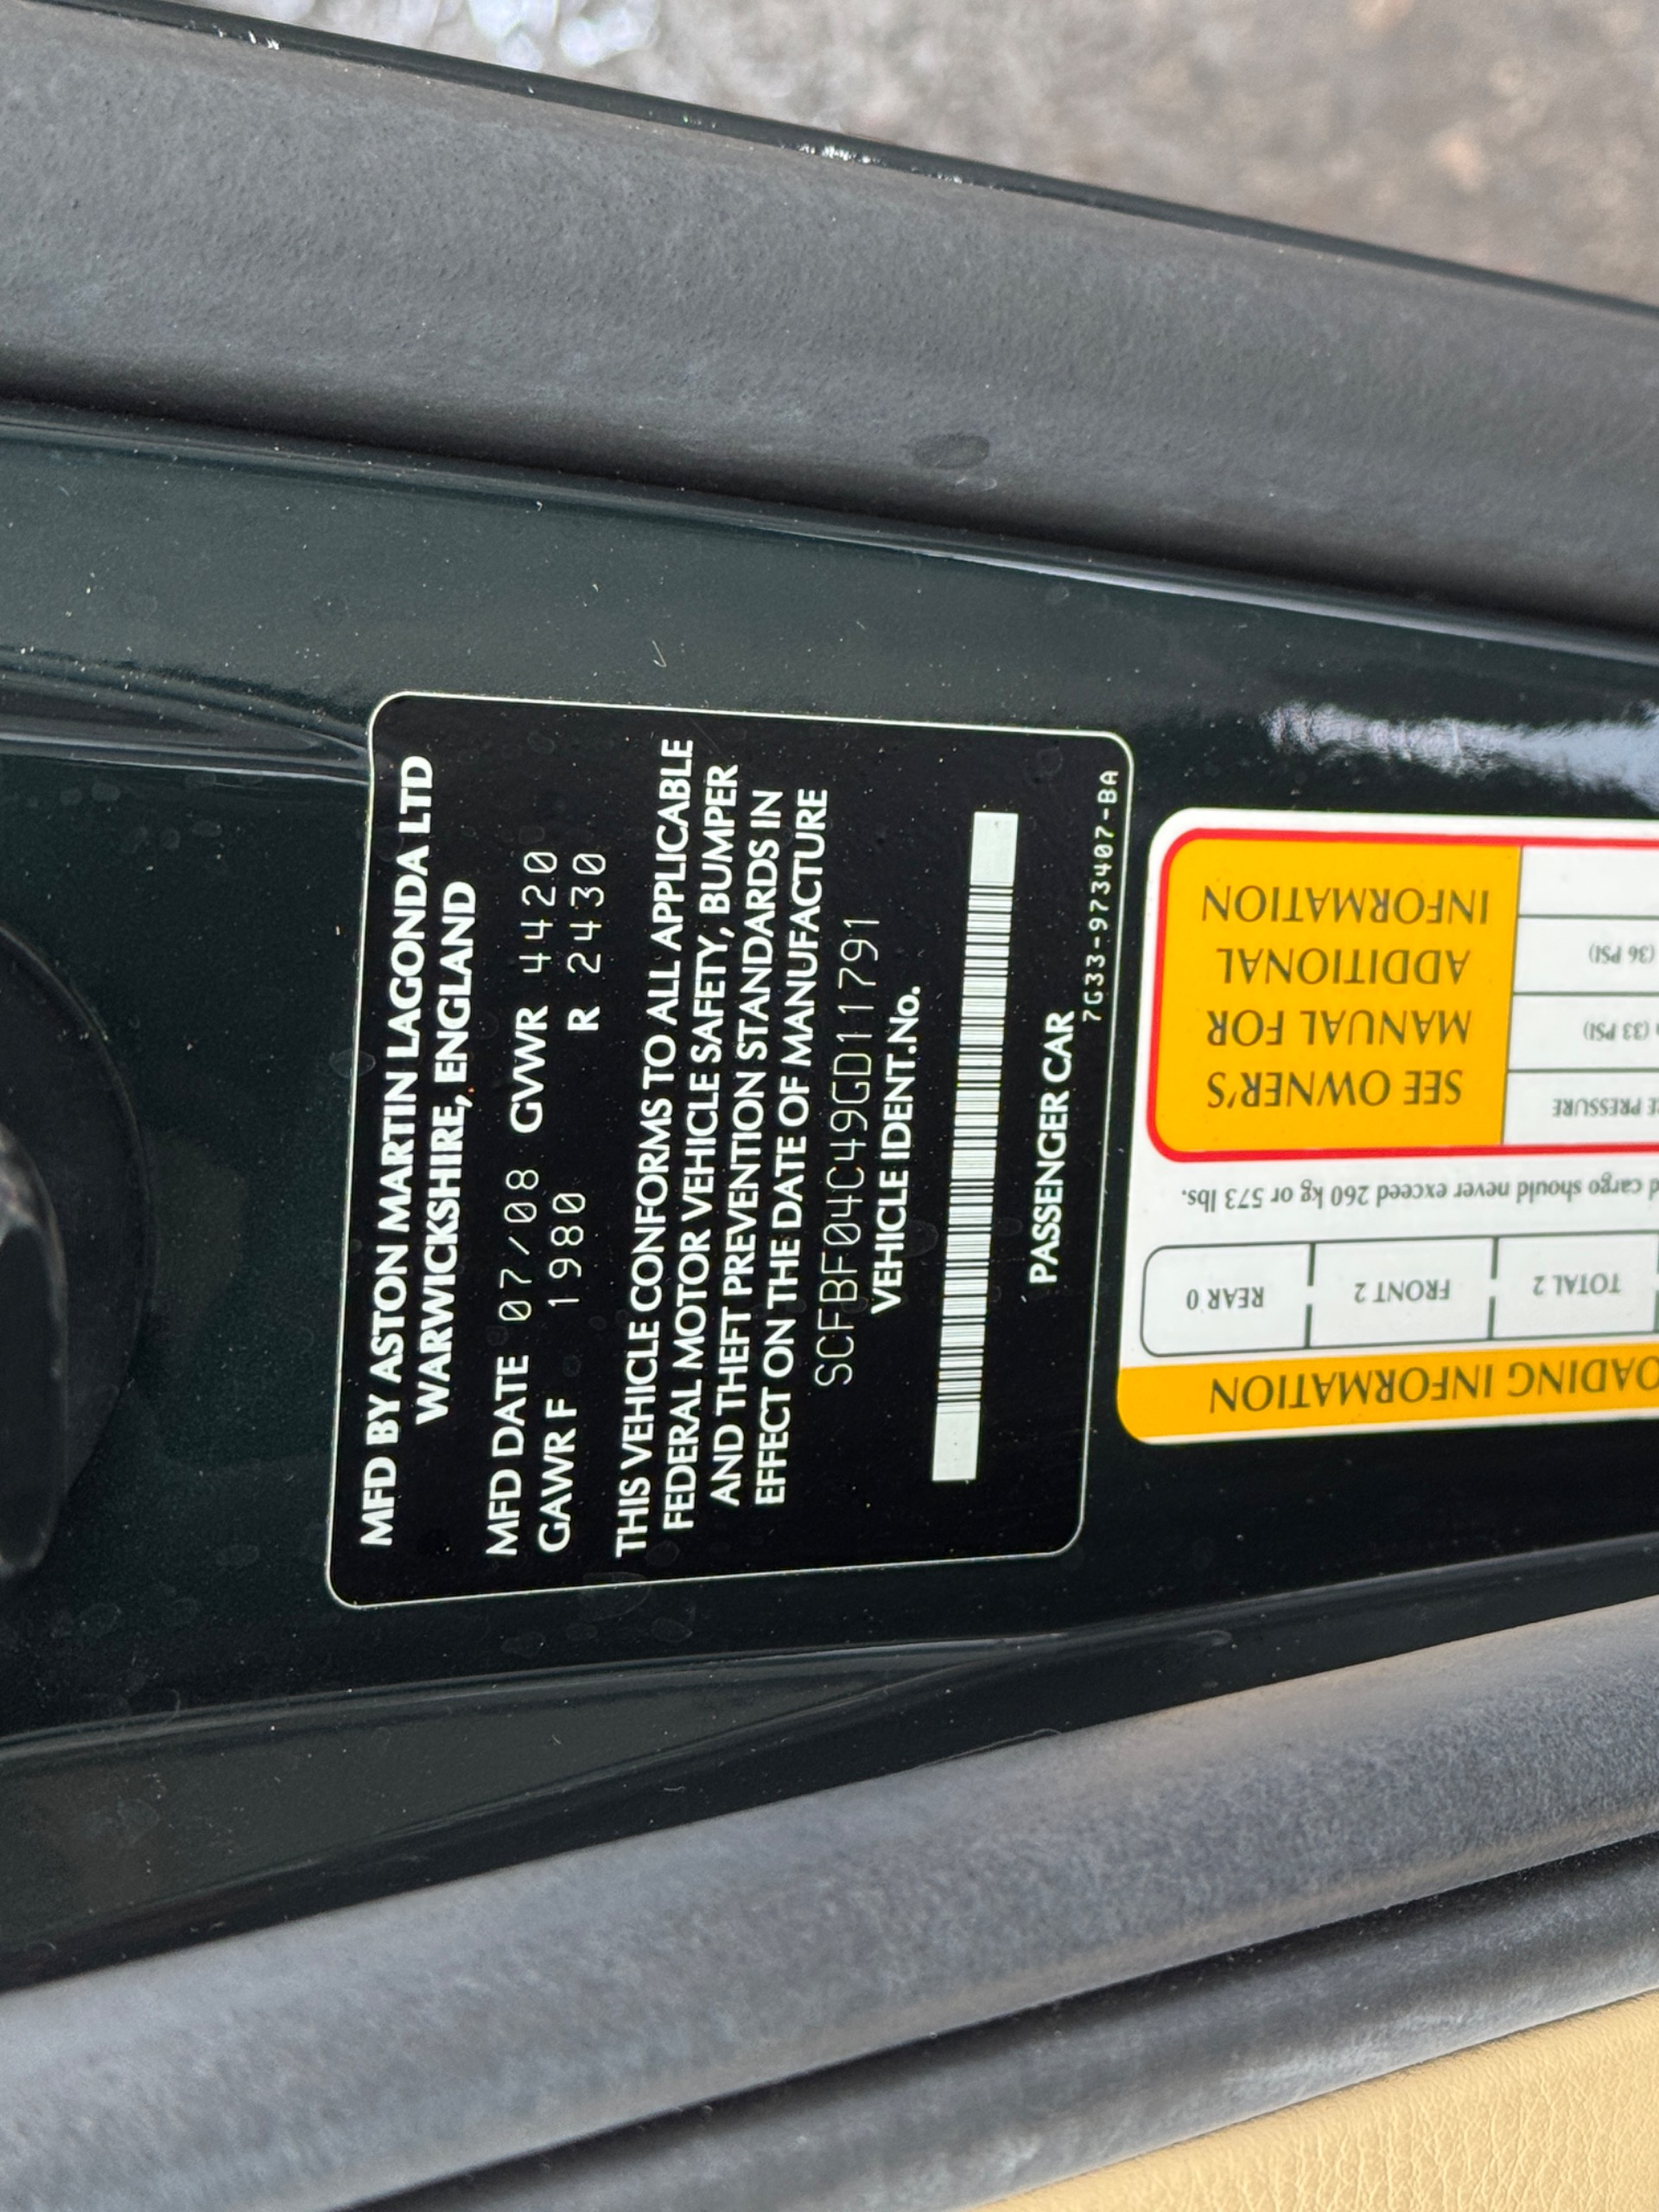 MFD BY ASTON MARTIN LAGONDA LTD
WARWICKSHIRE, ENGLAND
MFD DATE 07/08 GVWR 4420
GAWR F 1980 R 2430
THIS VEHICLE CONFORMS TO ALL APPLICABLE
FEDERAL MOTOR VEHICLE SAFETY, BUMPER
AND THEFT PREVENTION STANDARDS IN
EFFECT ON THE DATE OF MANUFACTURE
SCFBF04C49GD11791
VEHICLE IDENT.No.
PASSENGER CAR
7G33-973407-BA
OADING INFORMATION
TOTAL 2
FRONT 2
REAR 0
cargo should never exceed 260 kg or 573 lbs.
PRESSURE
(33 PSI)
(36 PSI)
SEE OWNER'S
MANUAL FOR
ADDITIONAL
INFORMATION